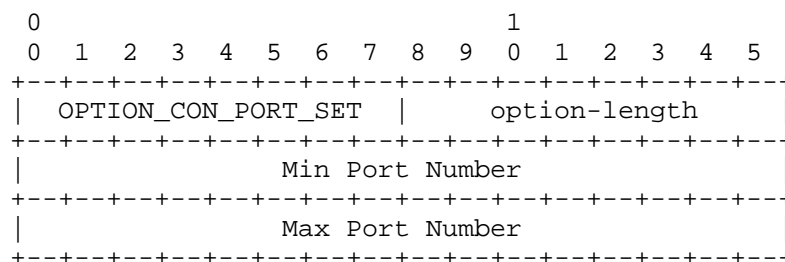 0 1
0 1 2 3 4 5 6 7 8 9 0 1 2 3 4 5
+--+--+--+--+--+--+--+--+--+--+--+--+--+--+--+--
| OPTION_CON_PORT_SET | option-length |
+--+--+--+--+--+--+--+--+--+--+--+--+--+--+--+--
| Min Port Number |
+--+--+--+--+--+--+--+--+--+--+--+--+--+--+--+--
| Max Port Number |
+--+--+--+--+--+--+--+--+--+--+--+--+--+--+--+--